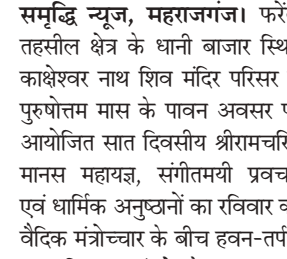 समृद्धि न्यूज, महराजगंज। फरें
तहसील क्षेत्र के धानी बाजार स्थि
काक्षेश्वर नाथ शिव मंदिर परिसर
पुरुषोत्तम मास के पावन अवसर प
आयोजित सात दिवसीय श्रीरामचरि
मानस महायज्ञ, संगीतमयी प्रवच
एवं धार्मिक अनुष्ठानों का रविवार क
वैदिक मंत्रोच्चार के बीच हवन-तर्प